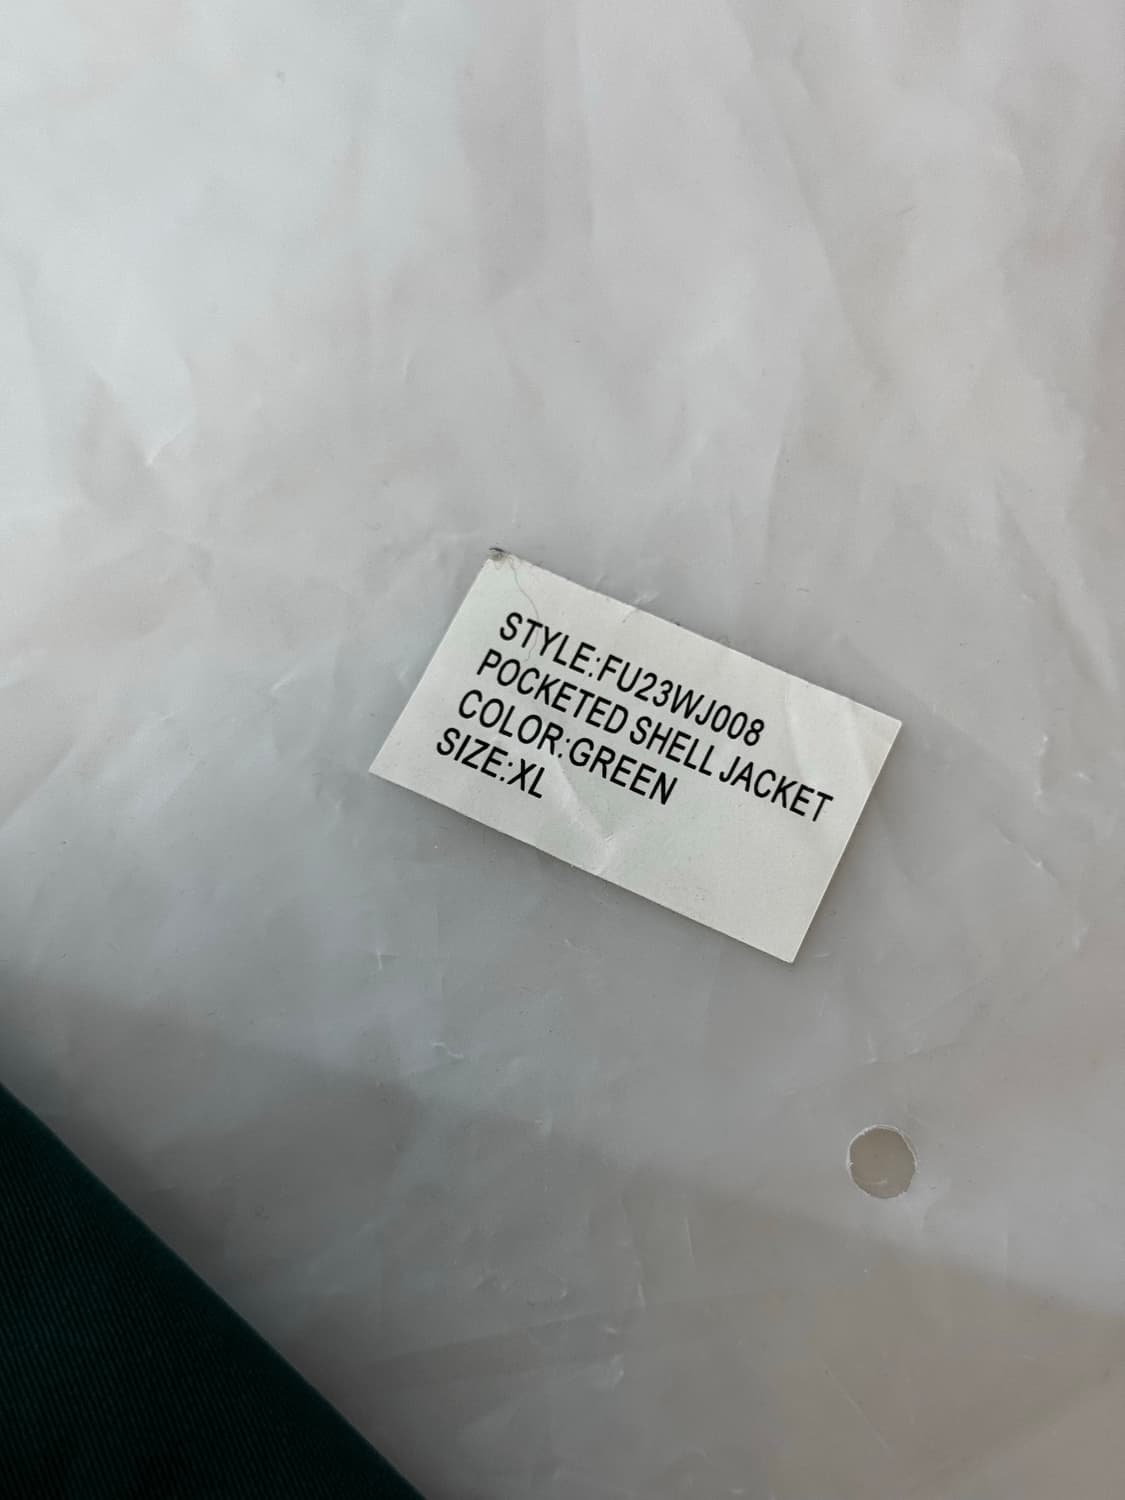 STYLE:FU23WJ008
POCKETED SHELL JACKET
COLOR:GREEN
SIZE:XL